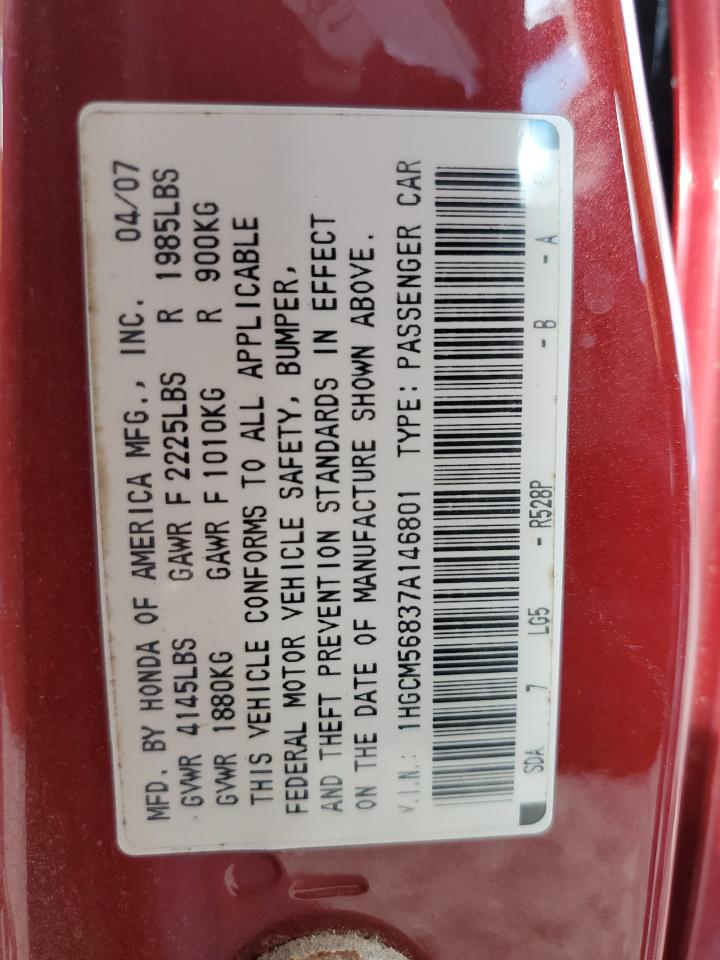 MFD. BY HONDA OF AMERICA MFG., INC. 04/07
GVWR 4145LBS GAWR F 2225LBS R 1985LBS
GVWR 1880KG GAWR F 1010KG R 900KG
THIS VEHICLE CONFORMS TO ALL APPLICABLE
FEDERAL MOTOR VEHICLE SAFETY, BUMPER,
AND THEFT PREVENTION STANDARDS IN EFFECT
ON THE DATE OF MANUFACTURE SHOWN ABOVE.
V.I.N.: 1HGCM56837A146801 TYPE: PASSENGER CAR
SDA 7 LG5 - R528P - B - A